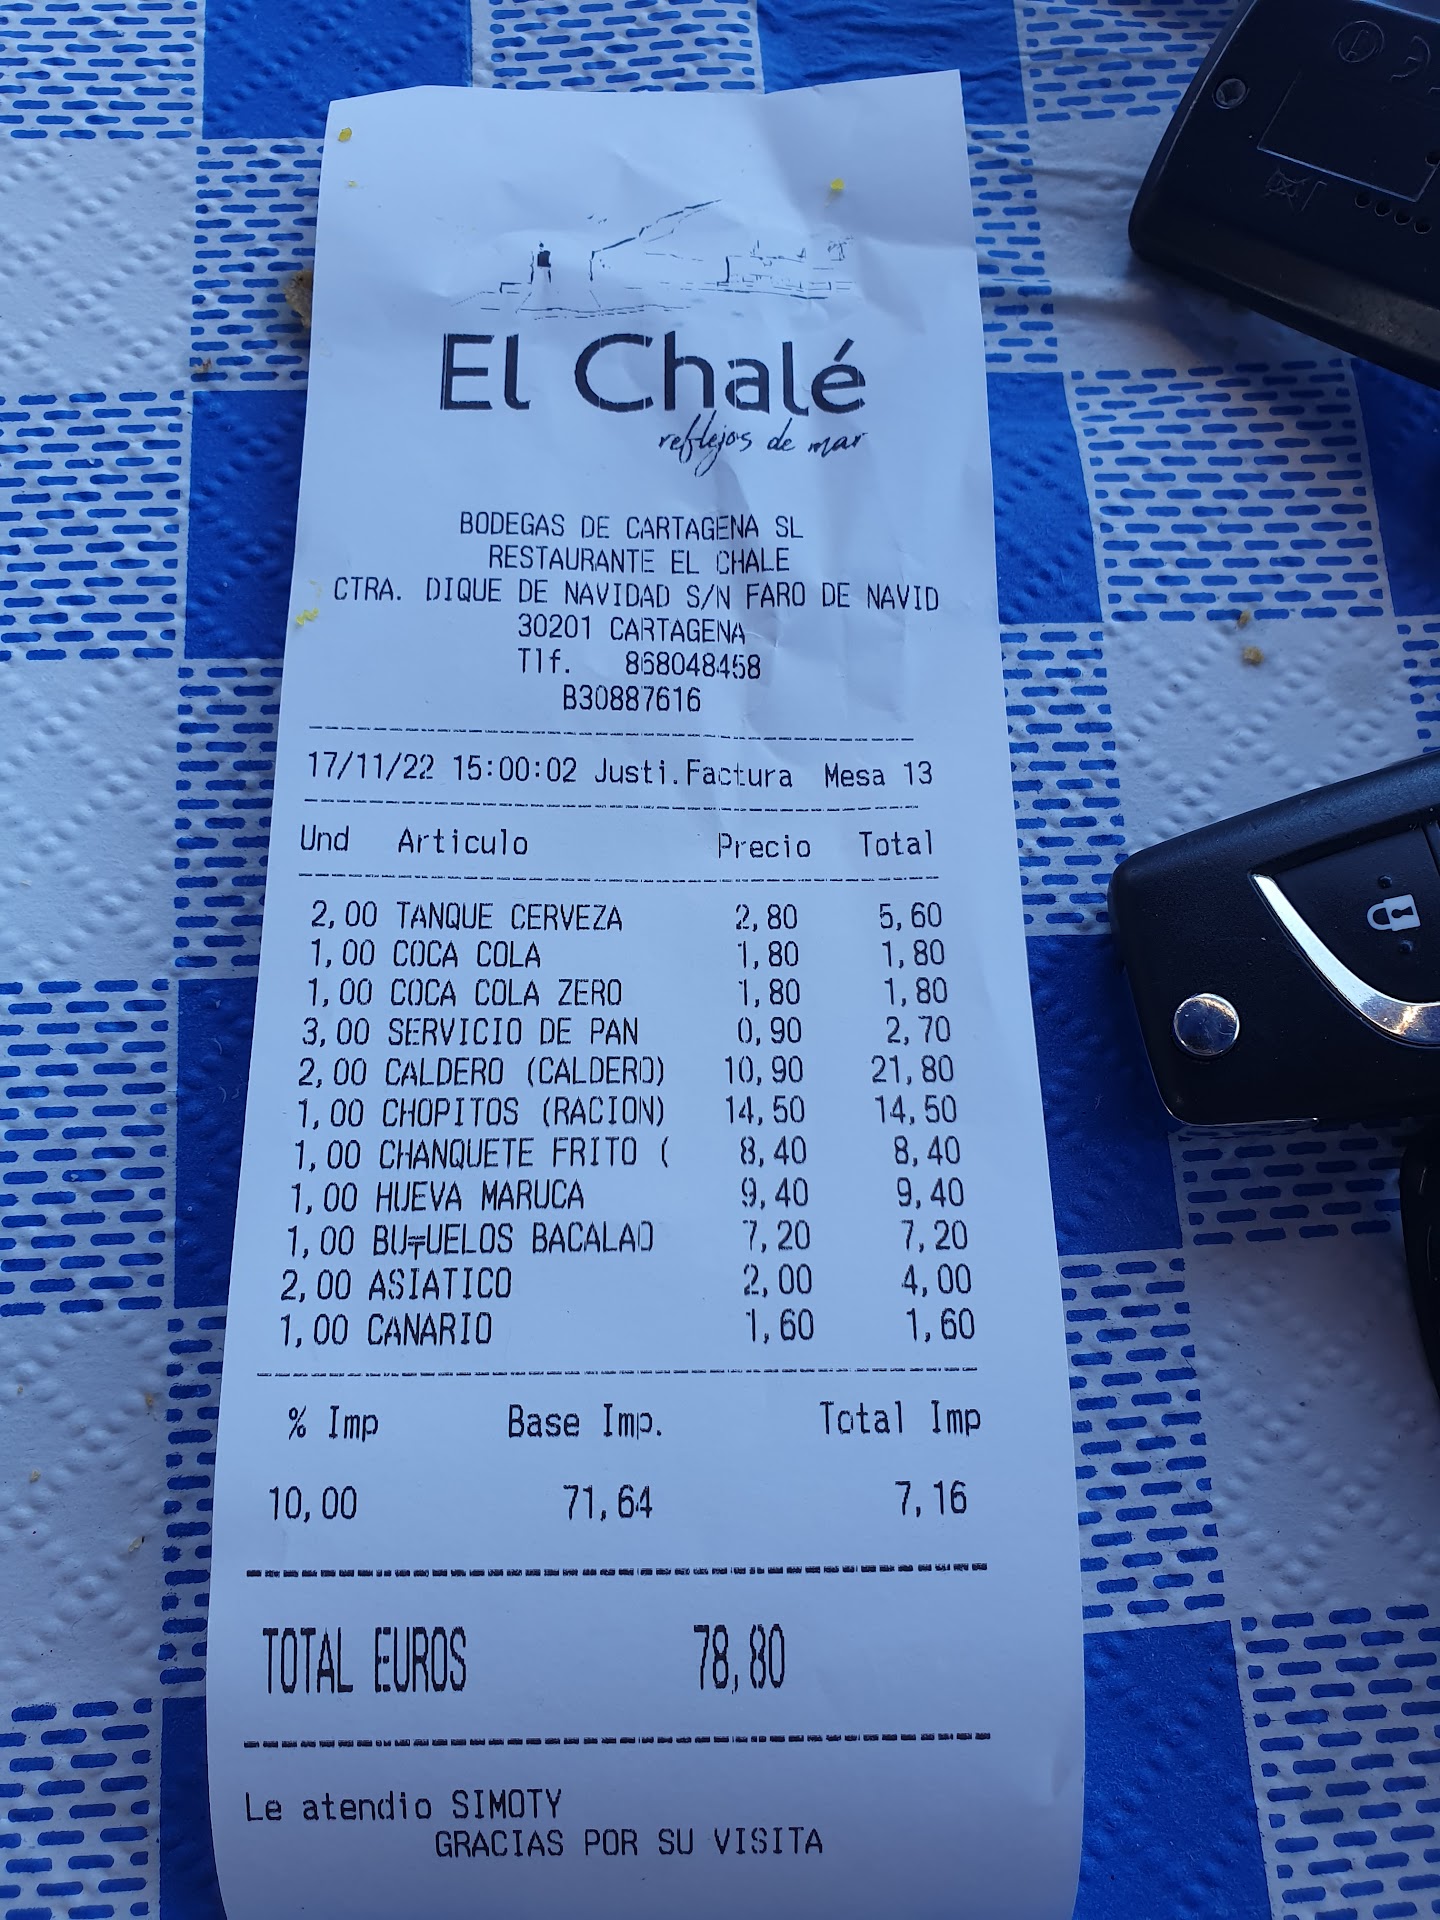 El Chalé
reflejos de mar
BODEGAS DE CARTAGENA SL
RESTAURANTE EL CHALE
CTRA. DIQUE DE NAVIDAD S/N FARO DE NAVID
30201 CARTAGENA
Tlf. 868048458
B30887616
17/11/22 15:00:02 Justi.Factura Mesa 13
Und Articulo Precio Total
2,00 TANQUE CERVEZA 2,80 5,60
1,00 COCA COLA 1,80 1,80
1,00 COCA COLA ZERO 1,80 1,80
3,00 SERVICIO DE PAN 0,90 2,70
2,00 CALDERO (CALDERO) 10,90 21,80
1,00 CHOPITOS (RACION) 14,50 14,50
1,00 CHANQUETE FRITO ( 8,40 8,40
1,00 HUEVA MARUCA 9,40 9,40
1,00 BU╤UELOS BACALAO 7,20 7,20
2,00 ASIATICO 2,00 4,00
1,00 CANARIO 1,60 1,60
% Imp Base Imp. Total Imp
10,00 71,64 7,16
TOTAL EUROS 78,80
Le atendio SIMOTY
GRACIAS POR SU VISITA